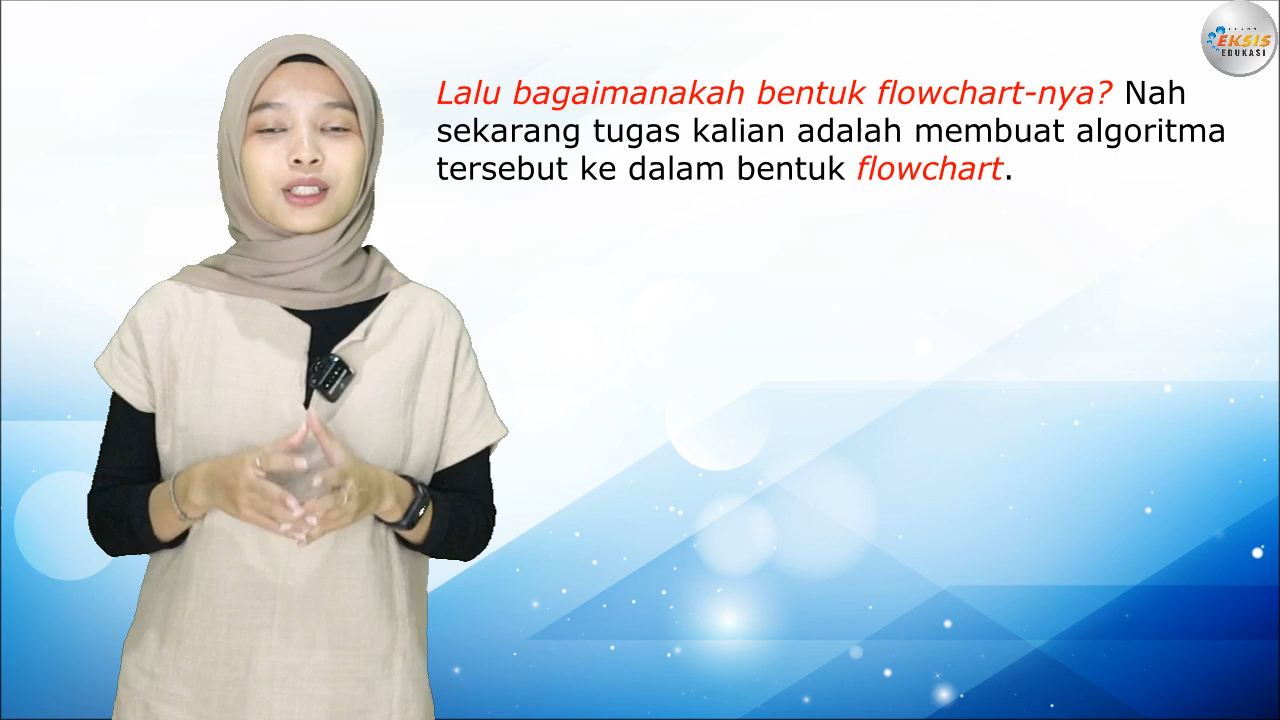 Lalu bagaimanakah bentuk flowchart-nya? Nah
sekarang tugas kalian adalah membuat algoritma
tersebut ke dalam bentuk flowchart.
EKSIS
EDUKASI